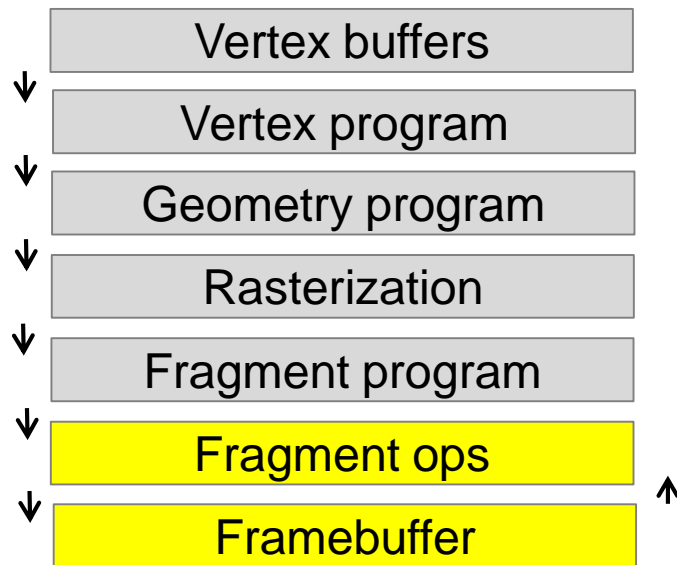 Vertex buffers
Vertex program
Geometry program
Rasterization
Fragment program
Fragment ops
Framebuffer